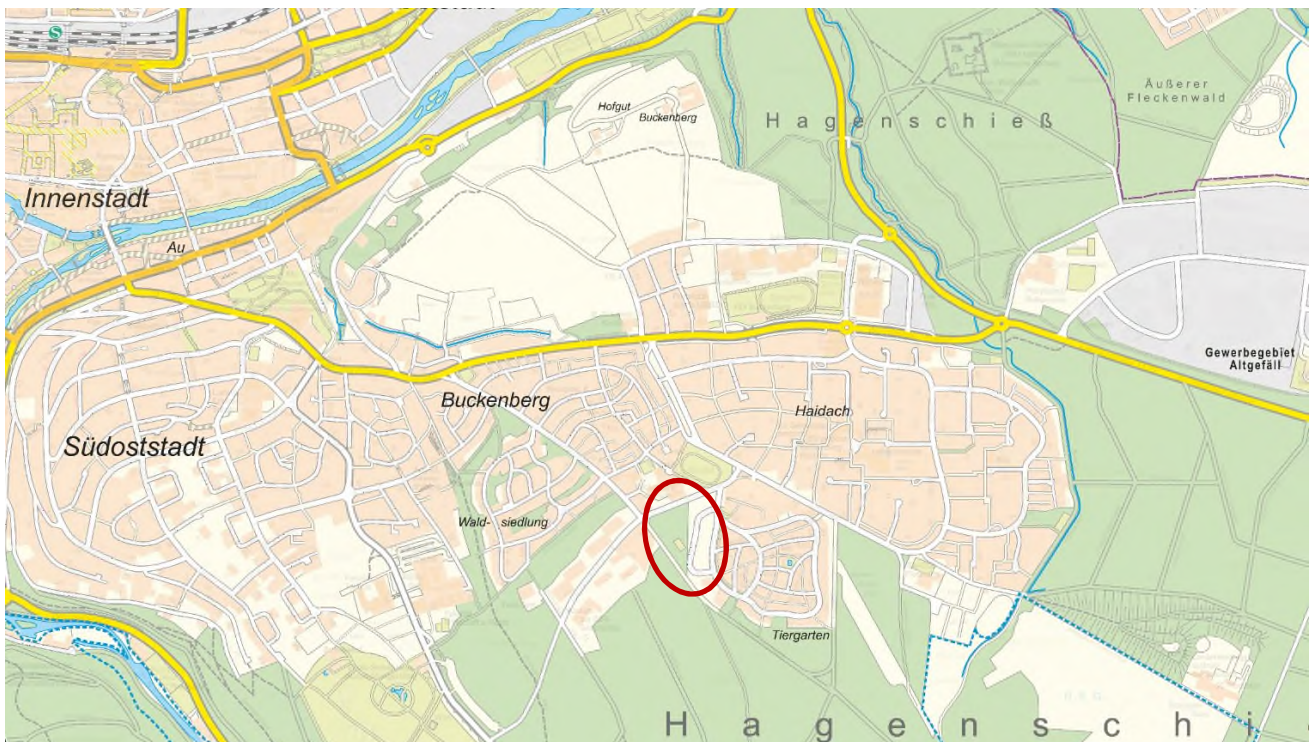 S
Hofgut
Buckenberg
Hagenschieß
Äußerer
Fleckenwald
Innenstadt
Au
Gewerbegebiet
Altgefäll
Buckenberg
Haidach
Südoststadt
Wald- siedlung
Tiergarten
Hagenschi